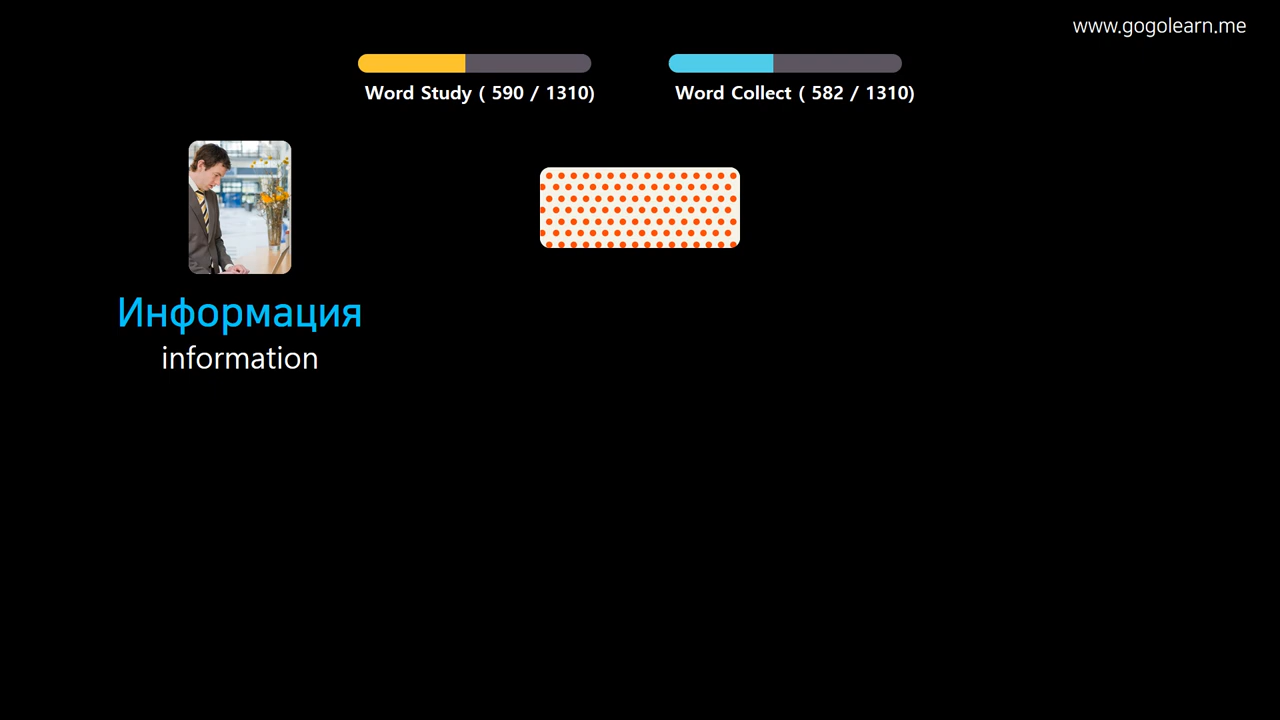 www.gogolearn.me
Word Study ( 590 / 1310)
Word Collect ( 582 / 1310)
Информация
information